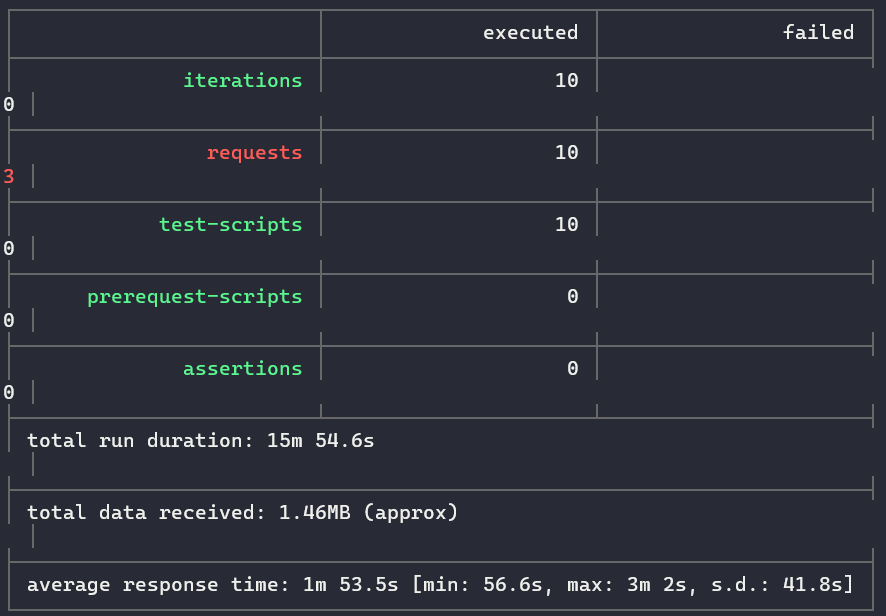 executed failed
iterations 10
0
requests 10
3
test-scripts 10
0
prerequest-scripts 0
0
assertions 0
0
total run duration: 15m 54.6s
total data received: 1.46MB (approx)
average response time: 1m 53.5s [min: 56.6s, max: 3m 2s, s.d.: 41.8s]